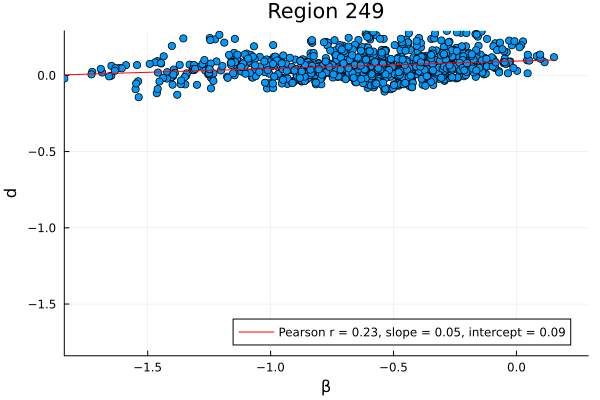 Region 249
0.0
−0.5
−1.0
−1.5
d
−1.5 −1.0 −0.5 0.0
β
Pearson r = 0.23, slope = 0.05, intercept = 0.09